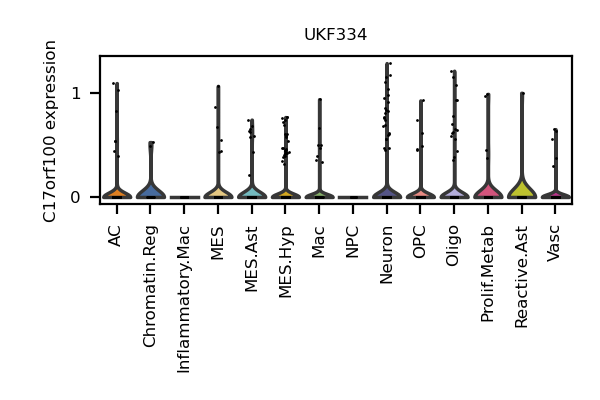 UKF334
C17orf100 expression
1
0
AC
Chromatin.Reg
Inflammatory.Mac
MES
MES.Ast
MES.Hyp
Mac
NPC
Neuron
OPC
Oligo
Prolif.Metab
Reactive.Ast
Vasc